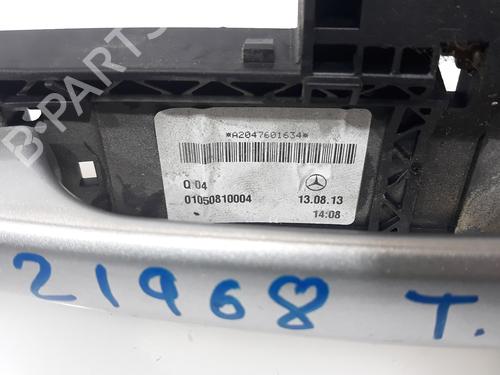 *A2047601634*
Q 04
01050810004 13.08.13
14:08
21968 T.
B-PARTS